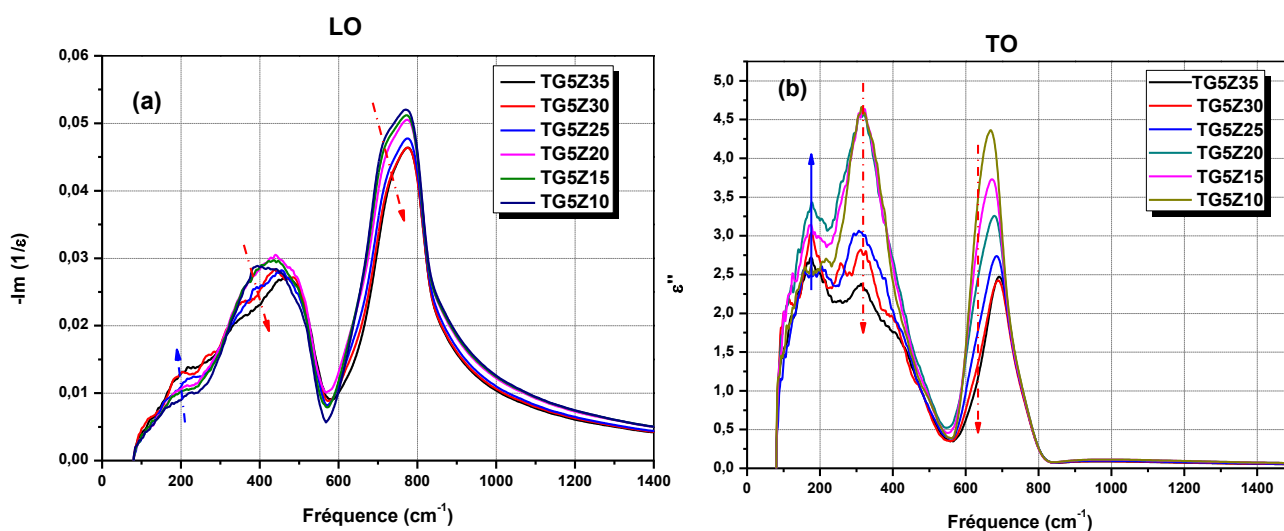 LO
(a)
-Im (1/ε)
0,06
0,05
0,04
0,03
0,02
0,01
0,00
0 200 400 600 800 1000 1200 1400
Fréquence (cm⁻¹)
TG5Z35
TG5Z30
TG5Z25
TG5Z20
TG5Z15
TG5Z10
TO
(b)
ε"
5,0
4,5
4,0
3,5
3,0
2,5
2,0
1,5
1,0
0,5
0,0
0 200 400 600 800 1000 1200 1400
Fréquence (cm⁻¹)
TG5Z35
TG5Z30
TG5Z25
TG5Z20
TG5Z15
TG5Z10